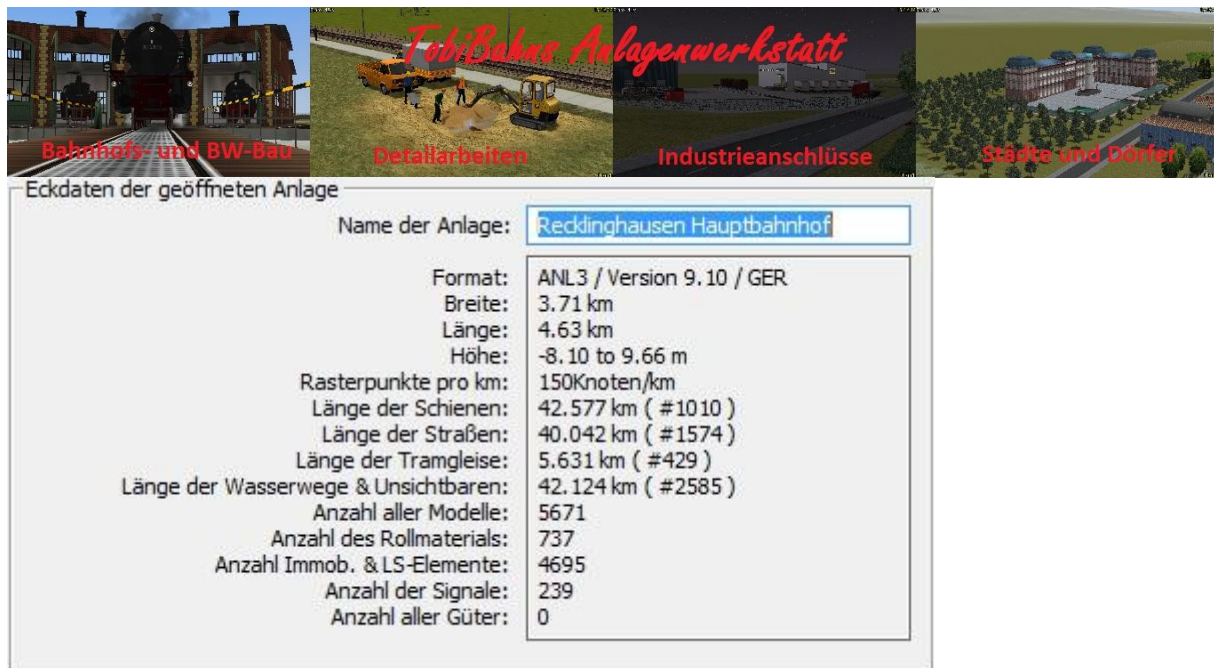 TobiBahns Anlagenwerkstatt
Bahnhofs- und BW-Bau
Detailarbeiten
Industrieanschlüsse
Städte und Dörfer
Eckdaten der geöffneten Anlage
Name der Anlage: Recklinghausen Hauptbahnhof
Format: ANL3 / Version 9.10 / GER
Breite: 3.71 km
Länge: 4.63 km
Höhe: -8.10 to 9.66 m
Rasterpunkte pro km: 150Knoten/km
Länge der Schienen: 42.577 km ( #1010 )
Länge der Straßen: 40.042 km ( #1574 )
Länge der Tramgleise: 5.631 km ( #429 )
Länge der Wasserwege & Unsichtbaren: 42.124 km ( #2585 )
Anzahl aller Modelle: 5671
Anzahl des Rollmaterials: 737
Anzahl Immob. & LS-Elemente: 4695
Anzahl der Signale: 239
Anzahl aller Güter: 0